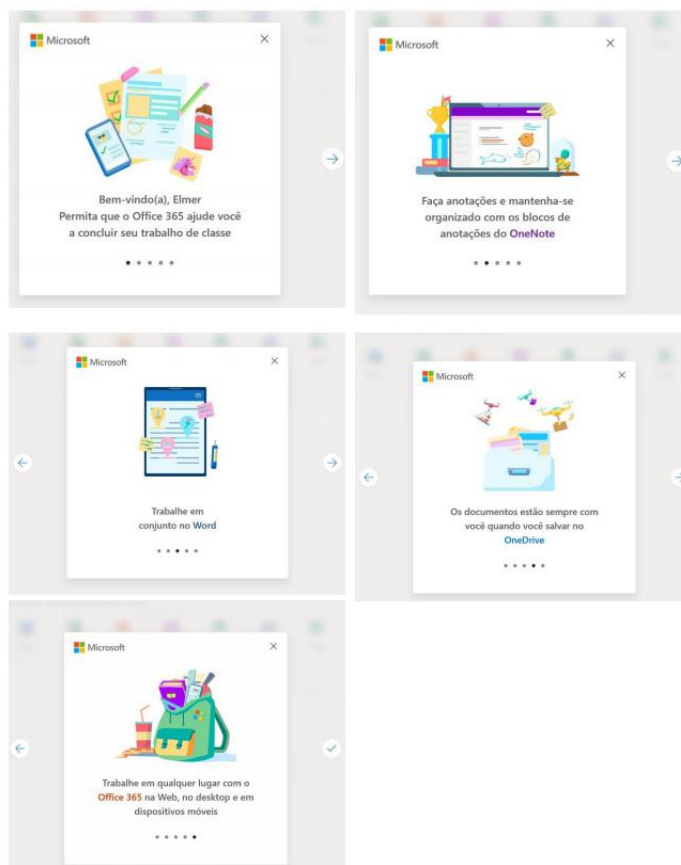 Microsoft
Bem-vindo(a), Elmer
Permita que o Office 365 ajude você
a concluir seu trabalho de classe
Microsoft
Faça anotações e mantenha-se
organizado com os blocos de
anotações do OneNote
Microsoft
Trabalhe em
conjunto no Word
Microsoft
Os documentos estão sempre com
você quando você salvar no
OneDrive
Microsoft
Trabalhe em qualquer lugar com o
Office 365 na Web, no desktop e em
dispositivos móveis